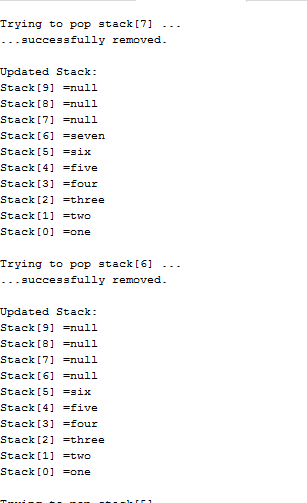 Trying to pop stack[7] ...
...successfully removed.
Updated Stack:
Stack[9] =null
Stack[8] =null
Stack[7] =null
Stack[6] =seven
Stack[5] =six
Stack[4] =five
Stack[3] =four
Stack[2] =three
Stack[1] =two
Stack[0] =one
Trying to pop stack[6] ...
...successfully removed.
Updated Stack:
Stack[9] =null
Stack[8] =null
Stack[7] =null
Stack[6] =null
Stack[5] =six
Stack[4] =five
Stack[3] =four
Stack[2] =three
Stack[1] =two
Stack[0] =one